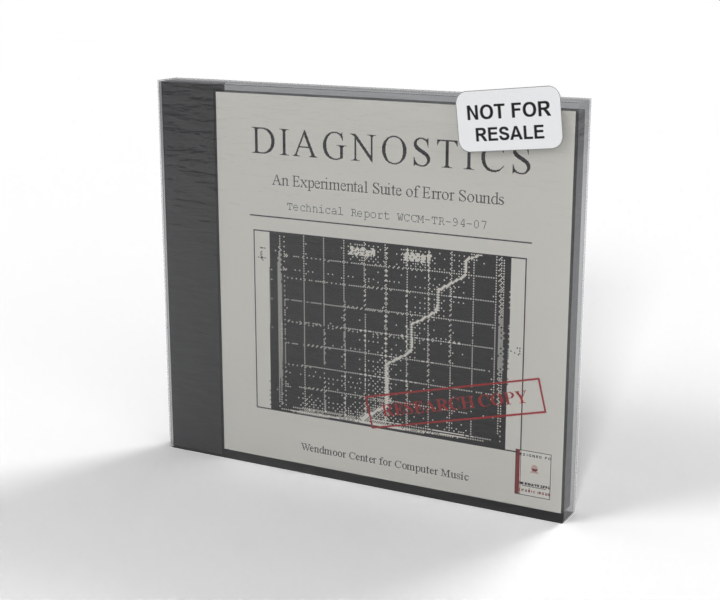 NOT FOR
RESALE
DIAGNOSTICS
An Experimental Suite of Error Sounds
Technical Report WCCM-TR-94-07
RESEARCH COPY
Wendmoor Center for Computer Music